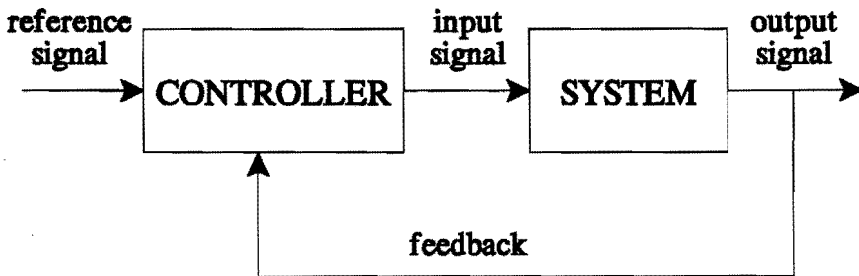 reference
signal
CONTROLLER
input
signal
SYSTEM
output
signal
feedback